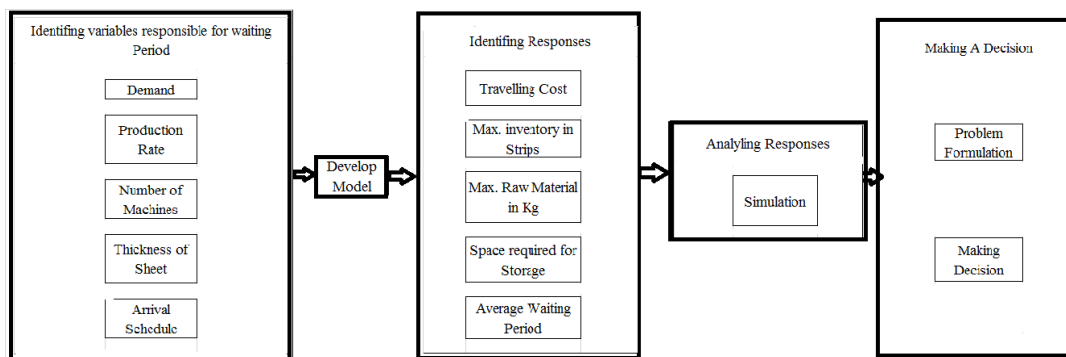 Identifing variables responsible for waiting
Period
Demand
Production
Rate
Number of
Machines
Thickness of
Sheet
Arrival
Schedule
Develop
Model
Identifing Responses
Travelling Cost
Max. inventory in
Strips
Max. Raw Material
in Kg
Space required for
Storage
Average Waiting
Period
Analyling Responses
Simulation
Making A Decision
Problem
Formulation
Making
Decision